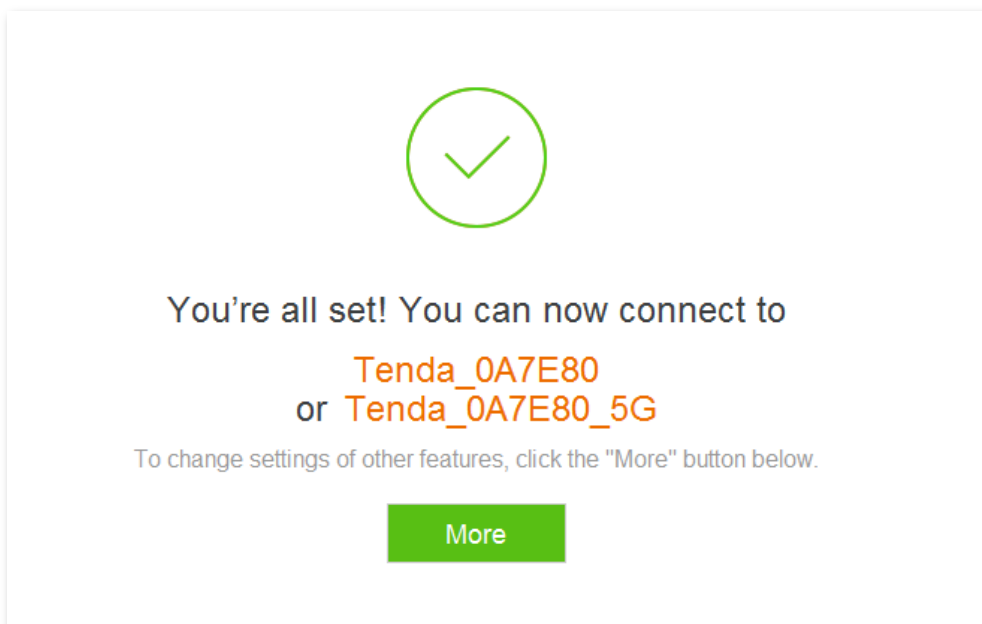 You’re all set! You can now connect to
Tenda_0A7E80
or Tenda_0A7E80_5G
To change settings of other features, click the "More" button below.
More